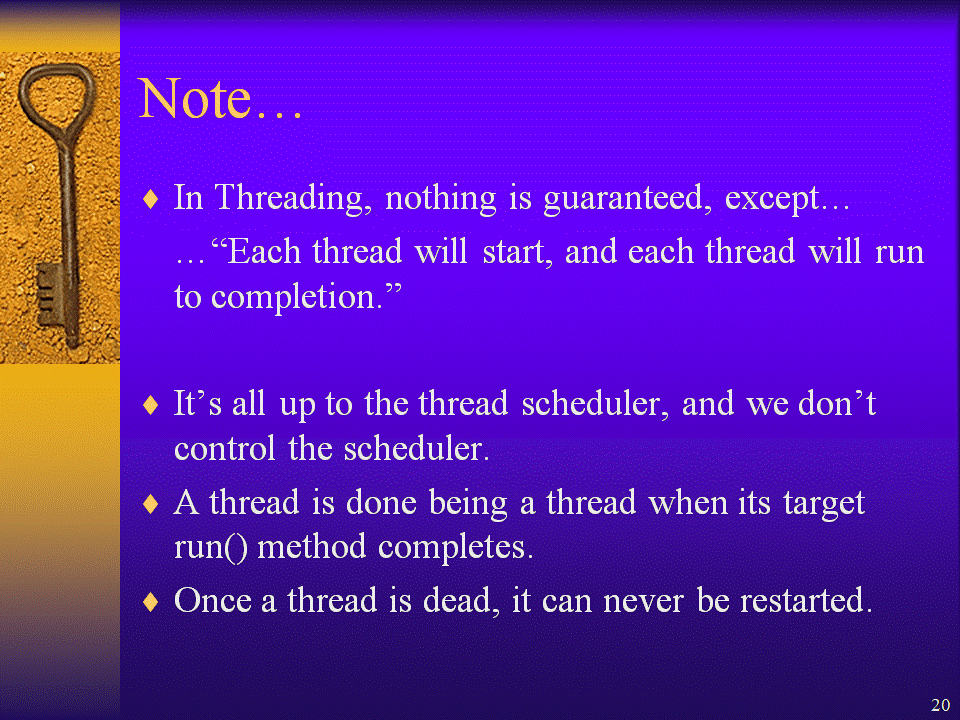 Note…
In Threading, nothing is guaranteed, except…
…“Each thread will start, and each thread will run
to completion.”
It’s all up to the thread scheduler, and we don’t
control the scheduler.
A thread is done being a thread when its target
run() method completes.
Once a thread is dead, it can never be restarted.
20